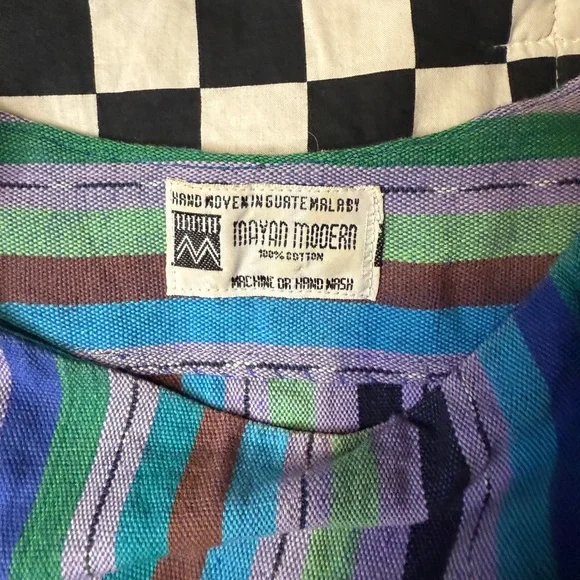 HAND WOVEN IN GUATEMALA BY
MAYAN MODERN
100% COTTON
MACHINE OR HAND WASH